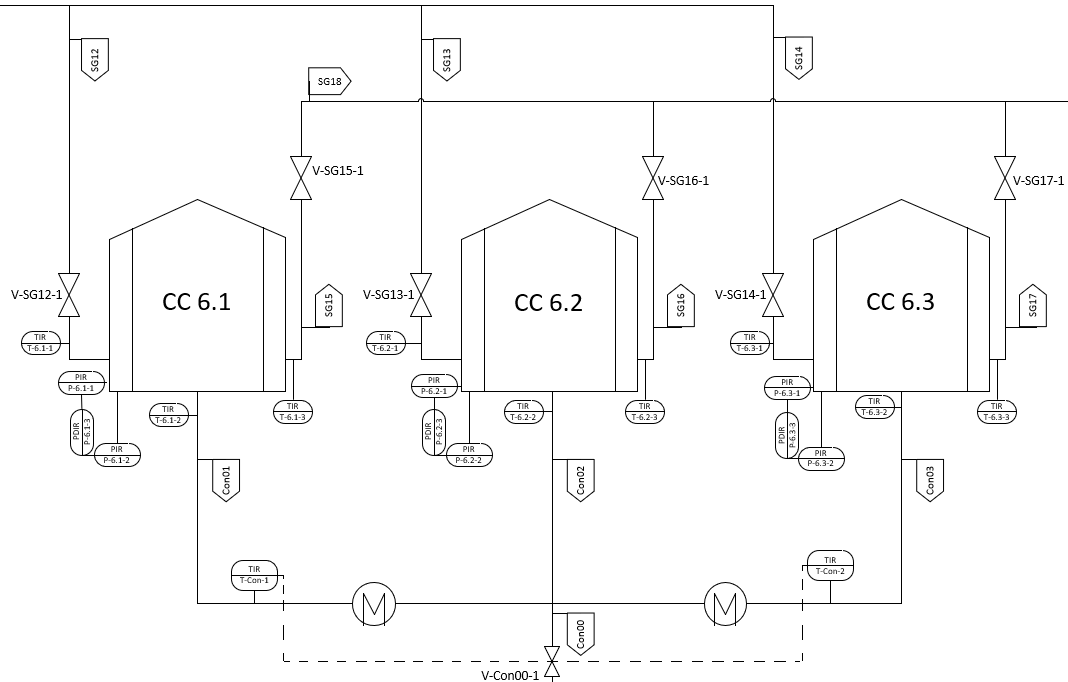 SG12
SG13
SG14
SG18
V-SG15-1
V-SG16-1
V-SG17-1
CC 6.1
CC 6.2
CC 6.3
V-SG12-1
V-SG13-1
V-SG14-1
SG15
SG16
SG17
TIR
T-6.1-1
TIR
T-6.2-1
TIR
T-6.3-1
PIR
P-6.1-1
PIR
P-6.2-1
PIR
P-6.3-1
TIR
T-6.1-2
TIR
T-6.1-3
TIR
T-6.2-2
TIR
T-6.2-3
TIR
T-6.3-2
TIR
T-6.3-3
PDIR
P-6.1-3
PDIR
P-6.2-3
PDIR
P-6.3-3
PIR
P-6.1-2
PIR
P-6.2-2
PIR
P-6.3-2
Con01
Con02
Con03
TIR
T-Con-1
TIR
T-Con-2
M
M
Con00
V-Con00-1